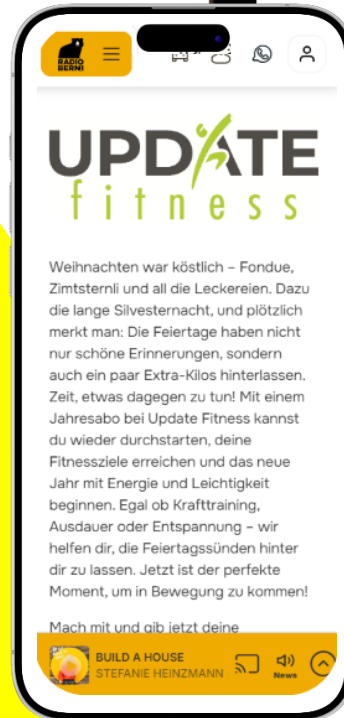 RADIO
BERN1
UPDATE
fitness
Weihnachten war köstlich – Fondue,
Zimtsternli und all die Leckereien. Dazu
die lange Silvesternacht, und plötzlich
merkt man: Die Feiertage haben nicht
nur schöne Erinnerungen, sondern
auch ein paar Extra-Kilos hinterlassen.
Zeit, etwas dagegen zu tun! Mit einem
Jahresabo bei Update Fitness kannst
du wieder durchstarten, deine
Fitnessziele erreichen und das neue
Jahr mit Energie und Leichtigkeit
beginnen. Egal ob Krafttraining,
Ausdauer oder Entspannung – wir
helfen dir, die Feiertagssünden hinter
dir zu lassen. Jetzt ist der perfekte
Moment, um in Bewegung zu kommen!
Mach mit und gib jetzt deine
BUILD A HOUSE
STEFANIE HEINZMANN
News